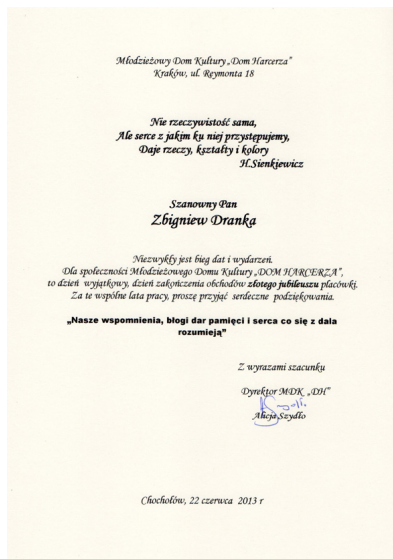 Młodzieżowy Dom Kultury „Dom Harcerza"
Kraków, ul. Reymonta 18
Nie rzeczywistość sama,
Ale serce z jakim ku niej przystępujemy,
Daje rzeczy, kształty i kolory
H.Sienkiewicz
Szanowny Pan
Zbigniew Dranka
Niezwykły jest bieg dat i wydarzeń.
Dla społeczności Młodzieżowego Domu Kultury „DOM HARCERZA",
to dzień wyjątkowy, dzień zakończenia obchodów złotego jubileuszu placówki.
Za te wspólne lata pracy, proszę przyjąć serdeczne podziękowania.
„Nasze wspomnienia, błogi dar pamięci i serca co się z dala
rozumieją"
Z wyrazami szacunku
Dyrektor MDK „DH"
Alicja Szydło
Chochołów, 22 czerwca 2013 r